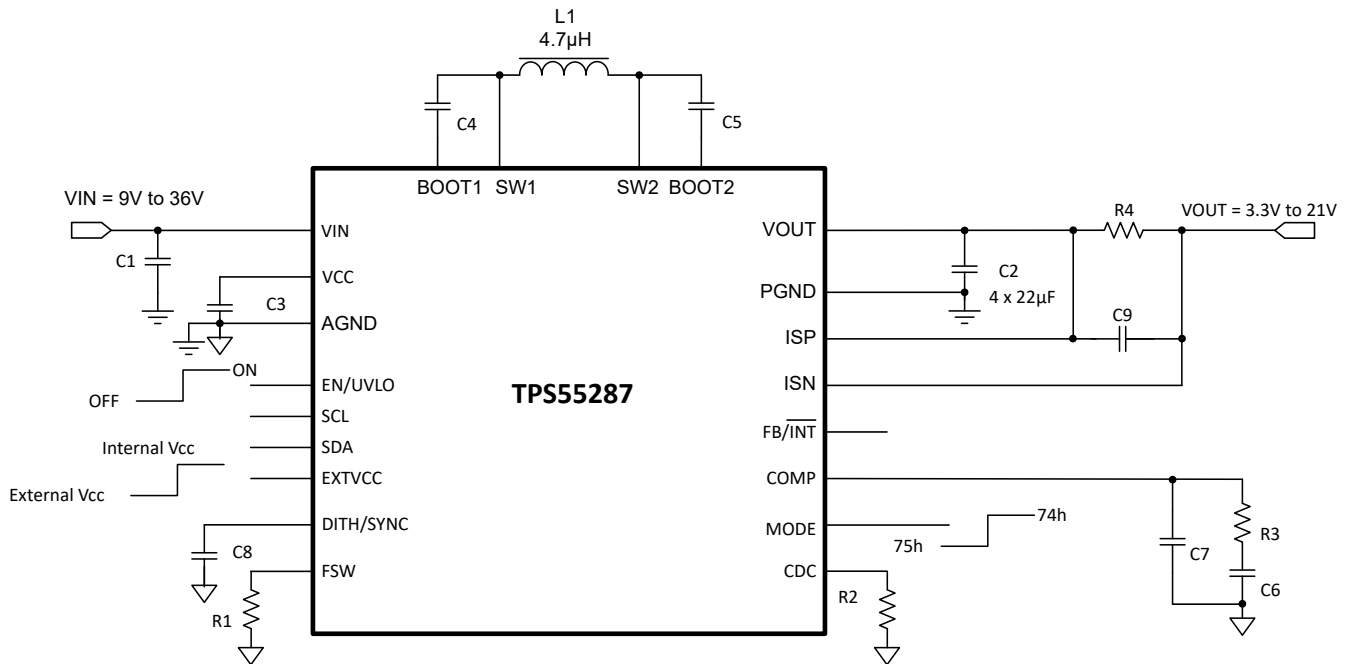 L1
4.7µH
C4
C5
BOOT1 SW1 SW2 BOOT2
VIN = 9V to 36V
C1
VIN
VCC
C3
AGND
ON
OFF
EN/UVLO
SCL
Internal Vcc
SDA
External Vcc
EXTVCC
DITH/SYNC
C8
FSW
R1
TPS55287
VOUT
R4
VOUT = 3.3V to 21V
C2
4 x 22µF
PGND
C9
ISP
ISN
FB/INT
COMP
MODE
74h
75h
C7
R3
C6
CDC
R2